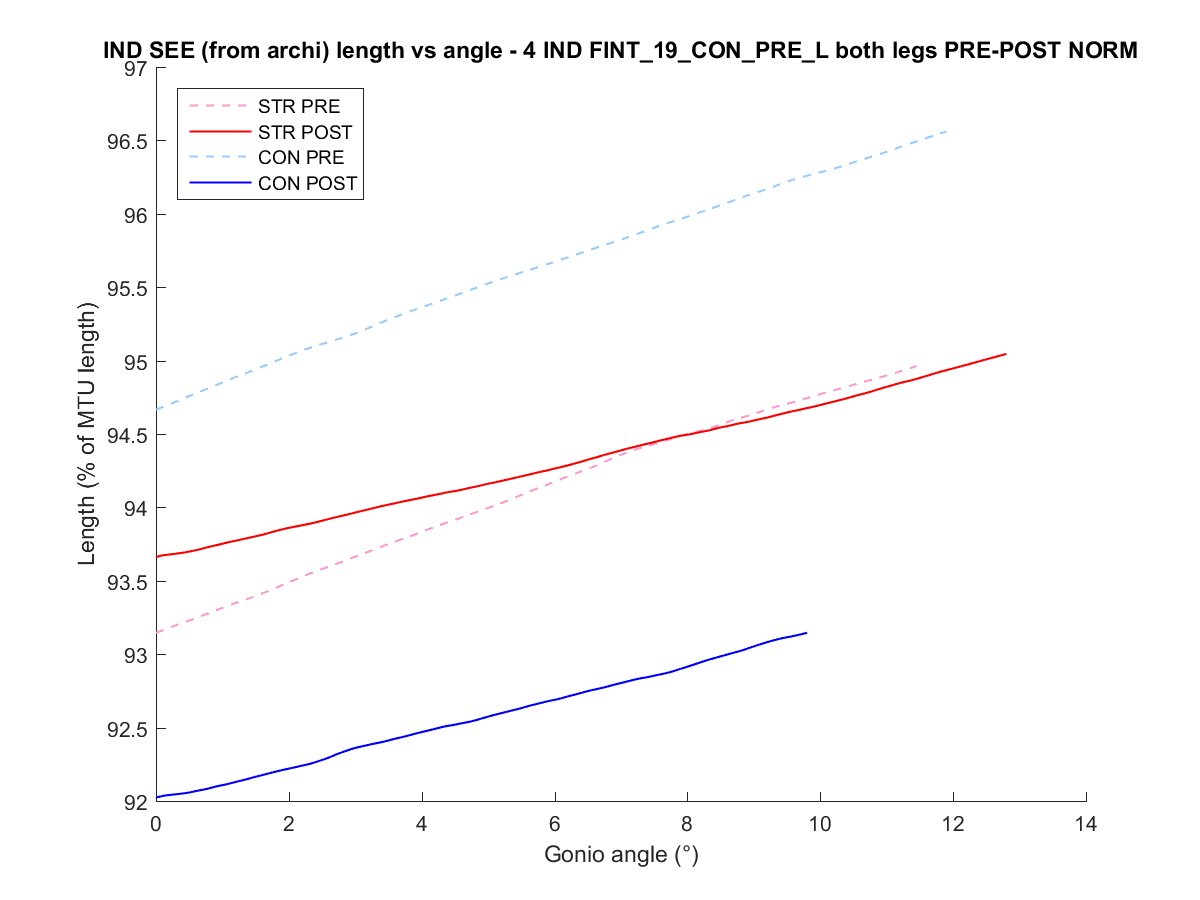 IND SEE (from archi) length vs angle - 4 IND FINT_19_CON_PRE_L both legs PRE-POST NORM
97
96.5
96
95.5
95
94.5
94
93.5
93
92.5
92
Length (% of MTU length)
STR PRE
STR POST
CON PRE
CON POST
0 2 4 6 8 10 12 14
Gonio angle (°)